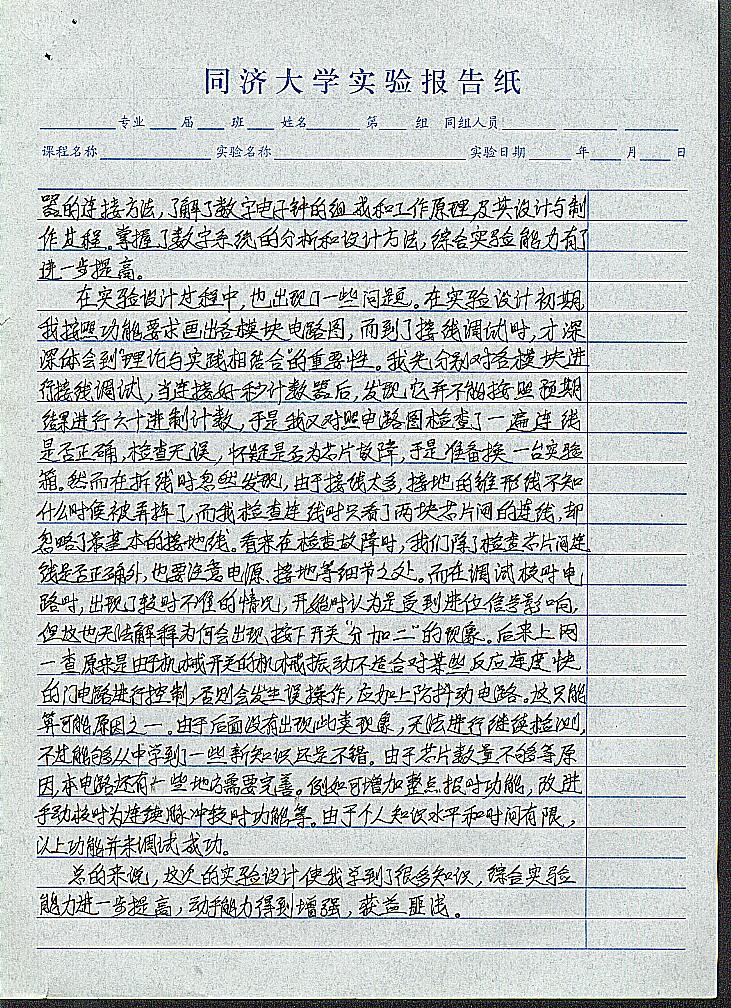 同济大学实验报告纸
专业 届 班 姓名 第 组 同组人员
课程名称 实验名称 实验日期 年 月 日
器的连接方法，了解了数字电子钟的组成和工作原理及其设计与制
作过程。掌握了数字系统的分析和设计方法，综合实验能力有了
进一步提高。
在实验设计过程中，也出现了一些问题。在实验设计初期，
我按照功能要求画出各模块电路图，而到了接线调试时，才深
深体会到“理论与实践相结合”的重要性。我先分别对各模块进
行接线调试，当连接好秒计数器后，发现它并不能按照预期
结果进行六十进制计数，于是我又对照电路图检查了一遍连线
是否正确，检查无误，怀疑是否为芯片故障，于是准备换一台实验
箱。然而在拆线时忽然发现，由于接线太多，接地的锥形线不知
什么时候被弄掉了，而我检查连线时只看了两块芯片间的连线，却
忽略了最基本的接地线。看来在检查故障时，我们除了检查芯片间连
线是否正确外，也要注意电源、接地等细节之处。而在调试校时电
路时，出现了较时不准的情况，开始时认为是受到进位信号影响，
但这也无法解释为何会出现按下开关“分加二”的现象。后来上网
一查原来是由于机械开关的机械振动不适合对某些反应速度快
的门电路进行控制，否则会发生误操作，应加上防抖动电路。这只能
算可能原因之一。由于后面没有出现此类现象，无法进行继续检测，
不过能够从中学到了一些新知识还是不错。由于芯片数量不够等原
因，本电路还有一些地方需要完善。例如可增加整点报时功能，改进
手动校时为连续脉冲较时功能等。由于个人知识水平和时间有限，
以上功能并未调试成功。
总的来说，这次的实验设计使我学到了很多知识，综合实验
能力进一步提高，动手能力得到增强，获益匪浅。